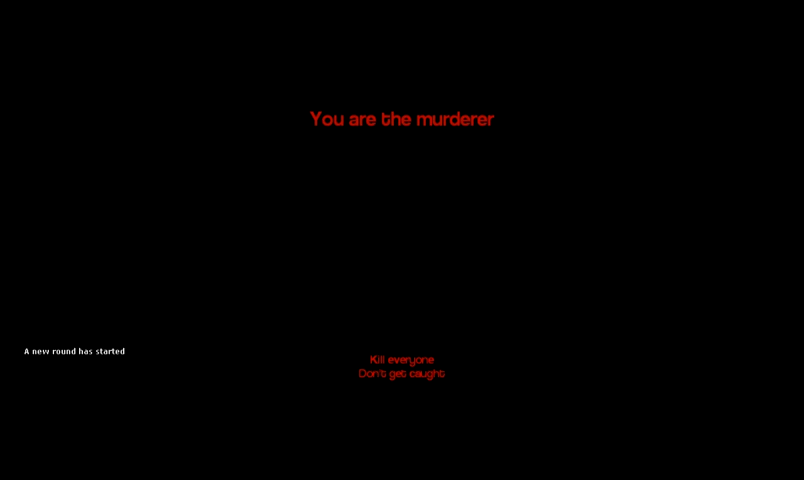 You are the murderer
A new round has started
Kill everyone
Don't get caught